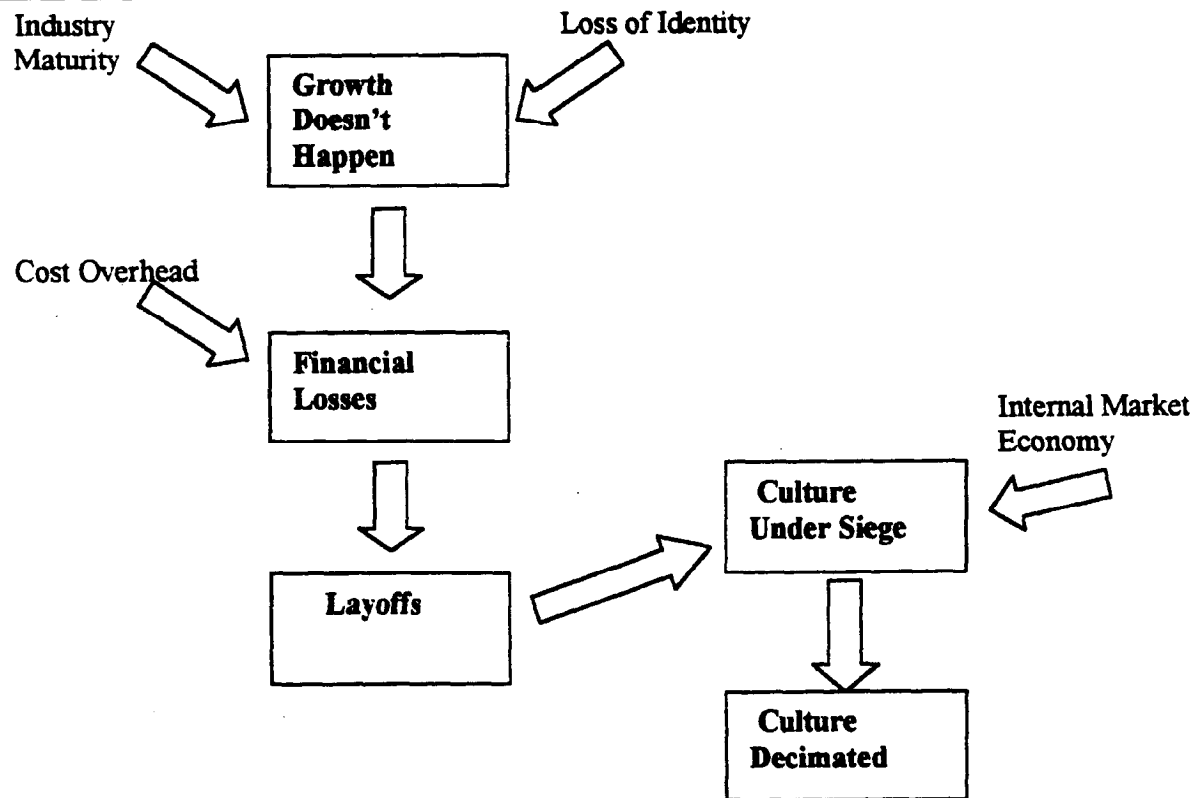 Industry
Maturity
Loss of Identity
Growth
Doesn't
Happen
Cost Overhead
Financial
Losses
Internal Market
Economy
Culture
Under Siege
Layoffs
Culture
Decimated